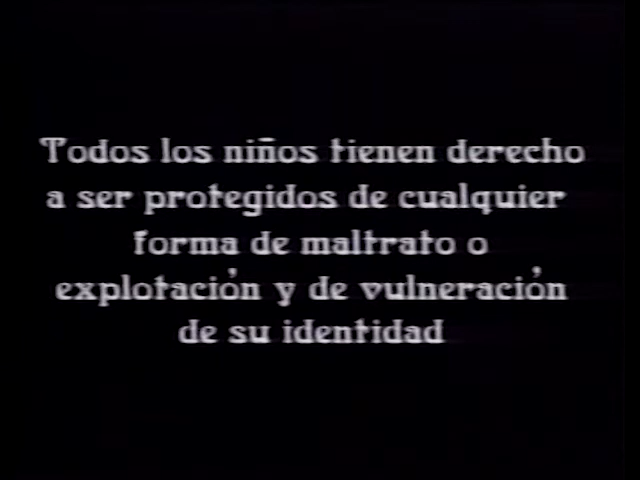 Todos los niños tienen derecho
a ser protegidos de cualquier
forma de maltrato o
explotación y de vulneración
de su identidad